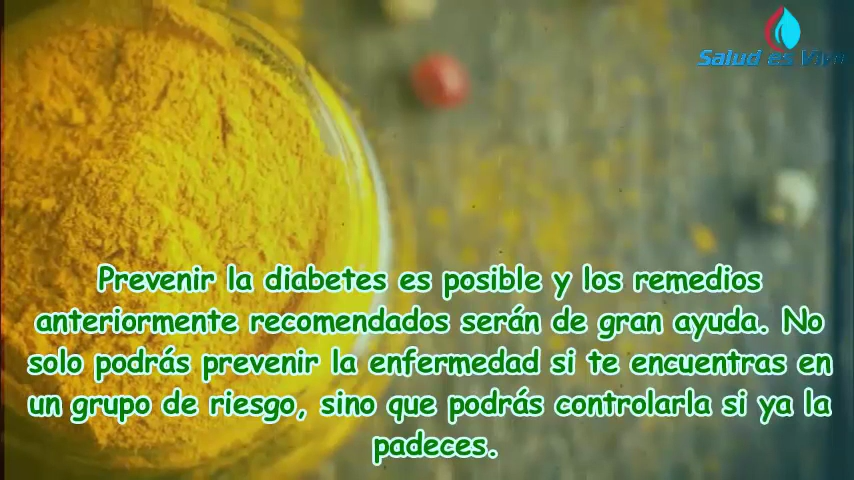 Salud es Vivir
Prevenir la diabetes es posible y los remedios
anteriormente recomendados serán de gran ayuda. No
solo podrás prevenir la enfermedad si te encuentras en
un grupo de riesgo, sino que podrás controlarla si ya la
padeces.